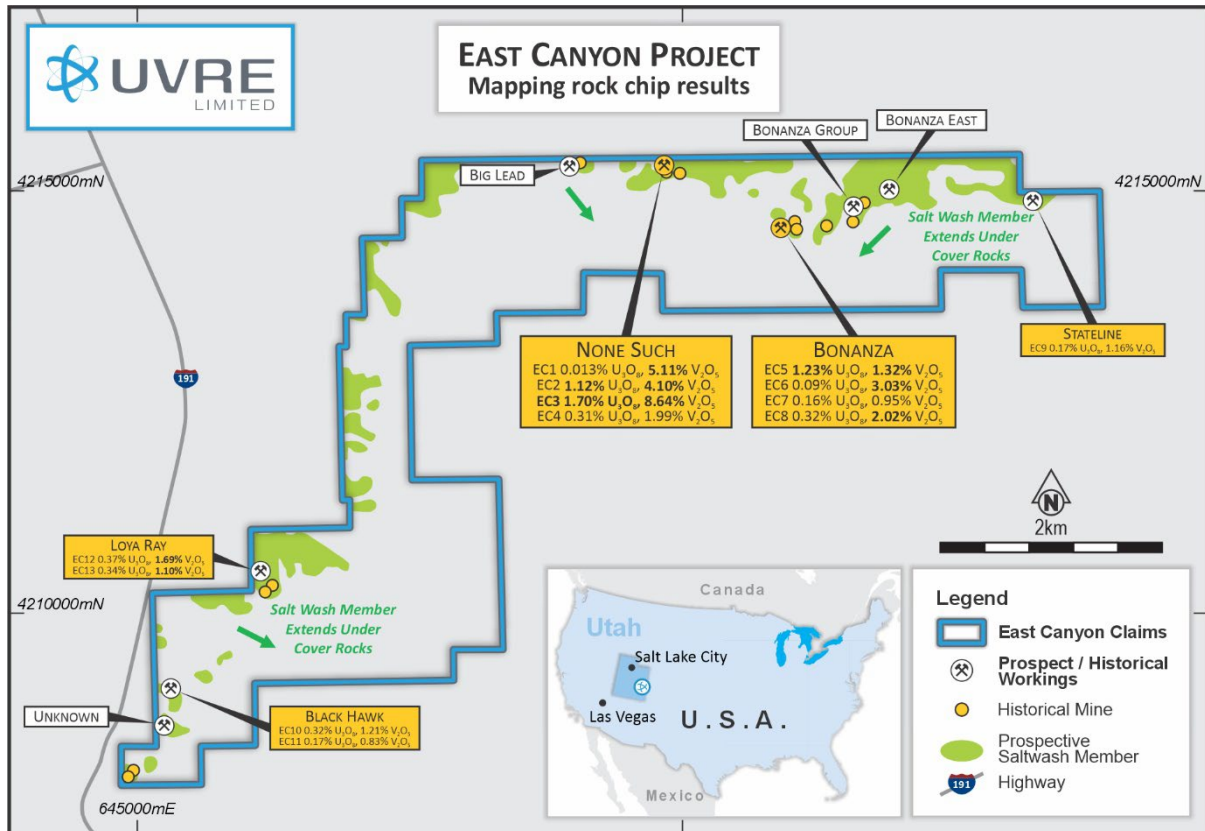 UVRE
LIMITED
EAST CANYON PROJECT
Mapping rock chip results
BONANZA GROUP
BONANZA EAST
BIG LEAD
4215000mN
4215000mN
Salt Wash Member
Extends Under
Cover Rocks
NONE SUCH
EC1 0.013% U₃O₈, 5.11% V₂O₅
EC2 1.12% U₃O₈, 4.10% V₂O₅
EC3 1.70% U₃O₈, 8.64% V₂O₅
EC4 0.31% U₃O₈, 1.99% V₂O₅
BONANZA
EC5 1.23% U₃O₈, 1.32% V₂O₅
EC6 0.09% U₃O₈, 3.03% V₂O₅
EC7 0.16% U₃O₈, 0.95% V₂O₅
EC8 0.32% U₃O₈, 2.02% V₂O₅
STATELINE
EC9 0.17% U₃O₈, 1.16% V₂O₅
191
LOYA RAY
EC12 0.37% U₃O₈, 1.69% V₂O₅
EC13 0.34% U₃O₈, 1.10% V₂O₅
4210000mN
Salt Wash Member
Extends Under
Cover Rocks
UNKNOWN
BLACK HAWK
EC10 0.32% U₃O₈, 1.21% V₂O₅
EC11 0.17% U₃O₈, 0.83% V₂O₅
645000mE
N
2km
Canada
Utah
Salt Lake City
Las Vegas
U.S.A.
Mexico
Legend
East Canyon Claims
Prospect / Historical
Workings
Historical Mine
Prospective
Saltwash Member
191
Highway